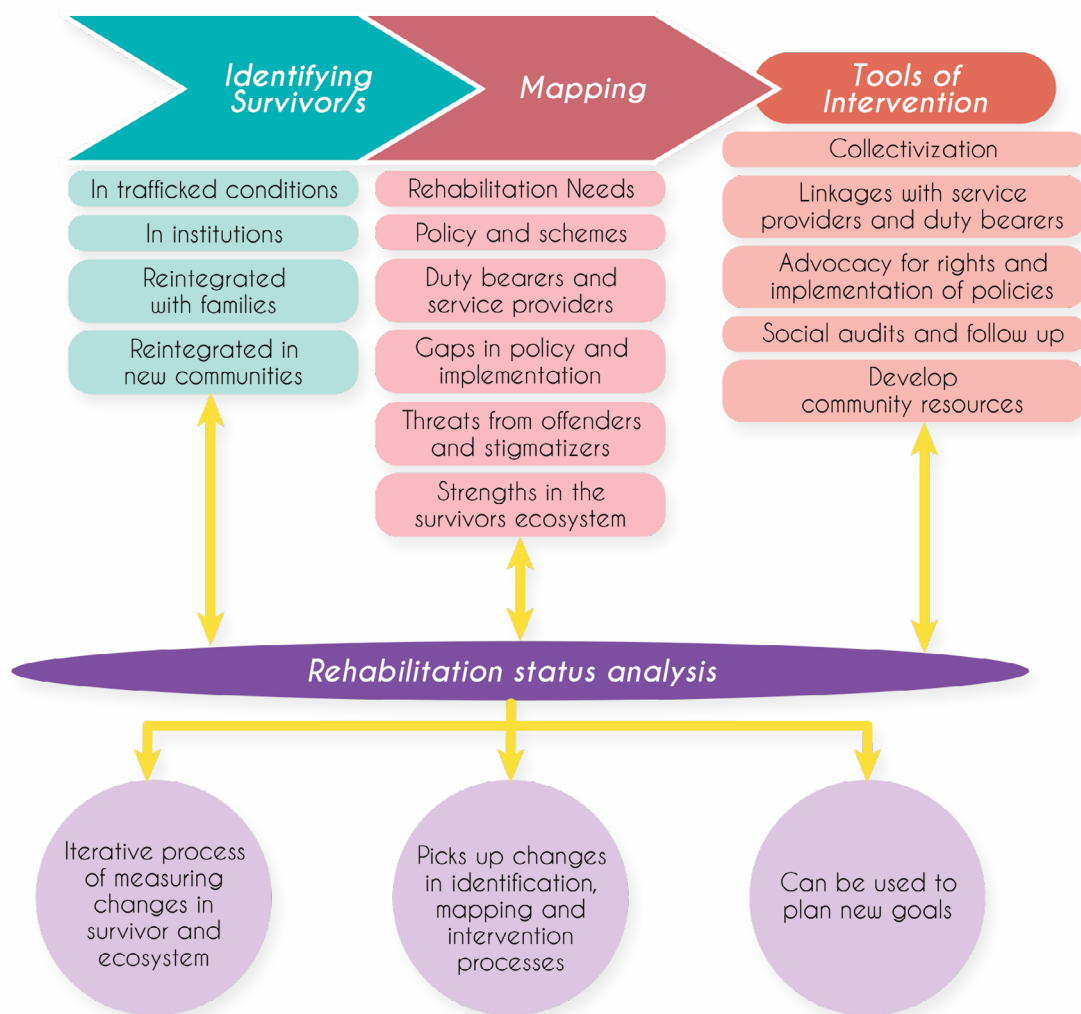 Identifying
Survivor/s
Mapping
Tools of
Intervention
In trafficked conditions
In institutions
Reintegrated
with families
Reintegrated in
new communities
Rehabilitation Needs
Policy and schemes
Duty bearers and
service providers
Gaps in policy and
implementation
Threats from offenders
and stigmatizers
Strengths in the
survivors ecosystem
Collectivization
Linkages with service
providers and duty bearers
Advocacy for rights and
implementation of policies
Social audits and follow up
Develop
community resources
Rehabilitation status analysis
Iterative process
of measuring
changes in
survivor and
ecosystem
Picks up changes
in identification,
mapping and
intervention
processes
Can be used to
plan new goals